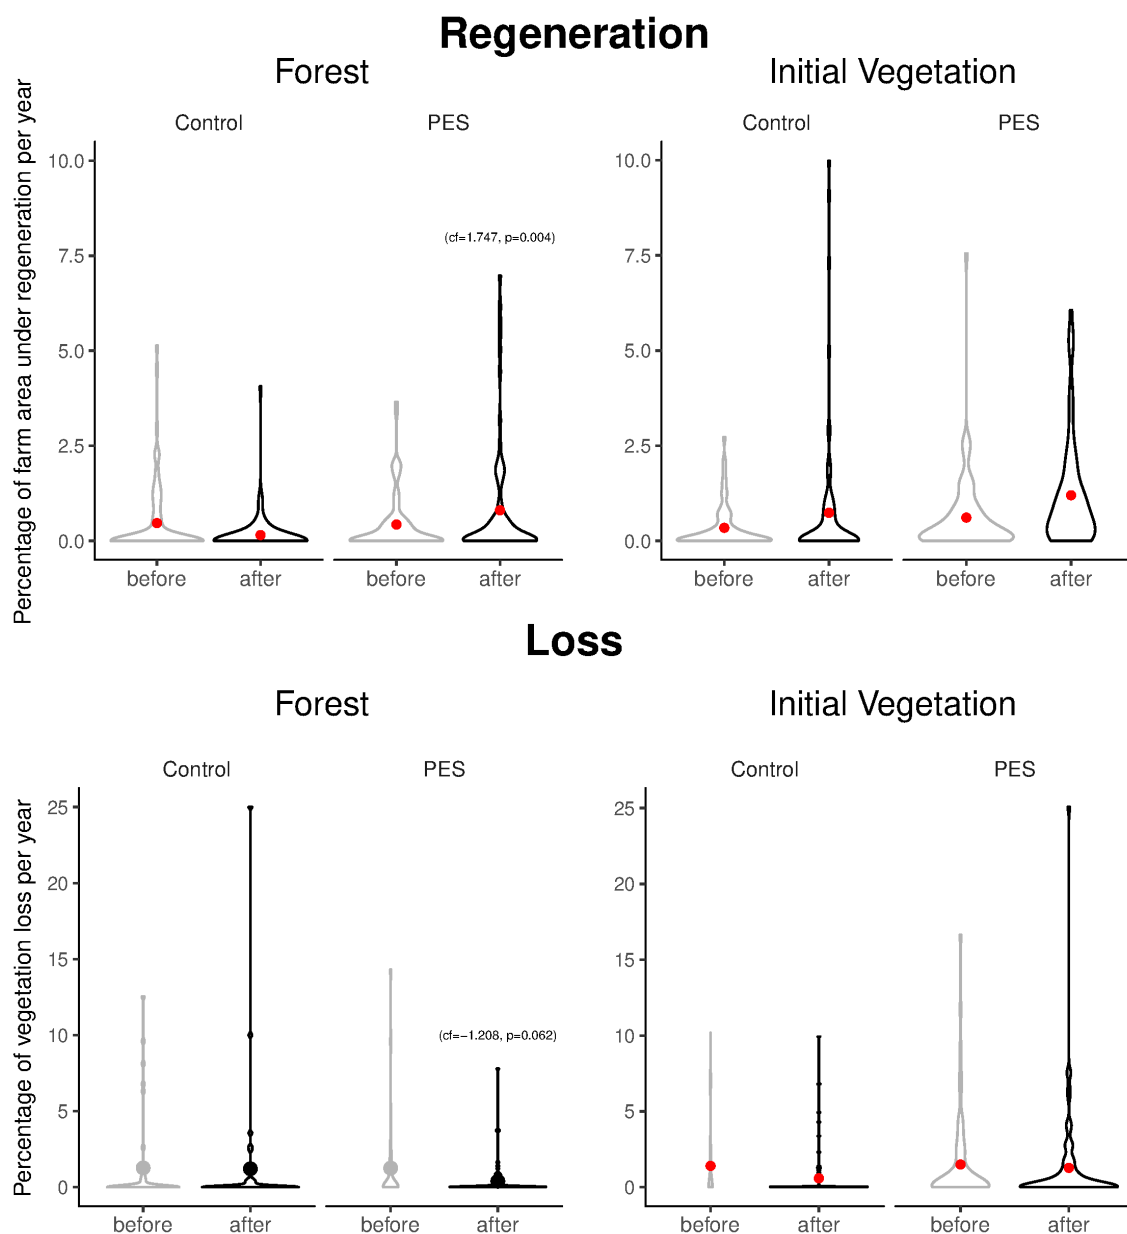 Regeneration
Forest
Initial Vegetation
Control
PES
Control
PES
Percentage of farm area under regeneration per year
10.0
7.5
5.0
2.5
0.0
(cf=1.747, p=0.004)
10.0
7.5
5.0
2.5
0.0
before
after
before
after
before
after
before
after
Loss
Forest
Initial Vegetation
Control
PES
Control
PES
Percentage of vegetation loss per year
25
20
15
10
5
0
(cf=−1.208, p=0.062)
25
20
15
10
5
0
before
after
before
after
before
after
before
after